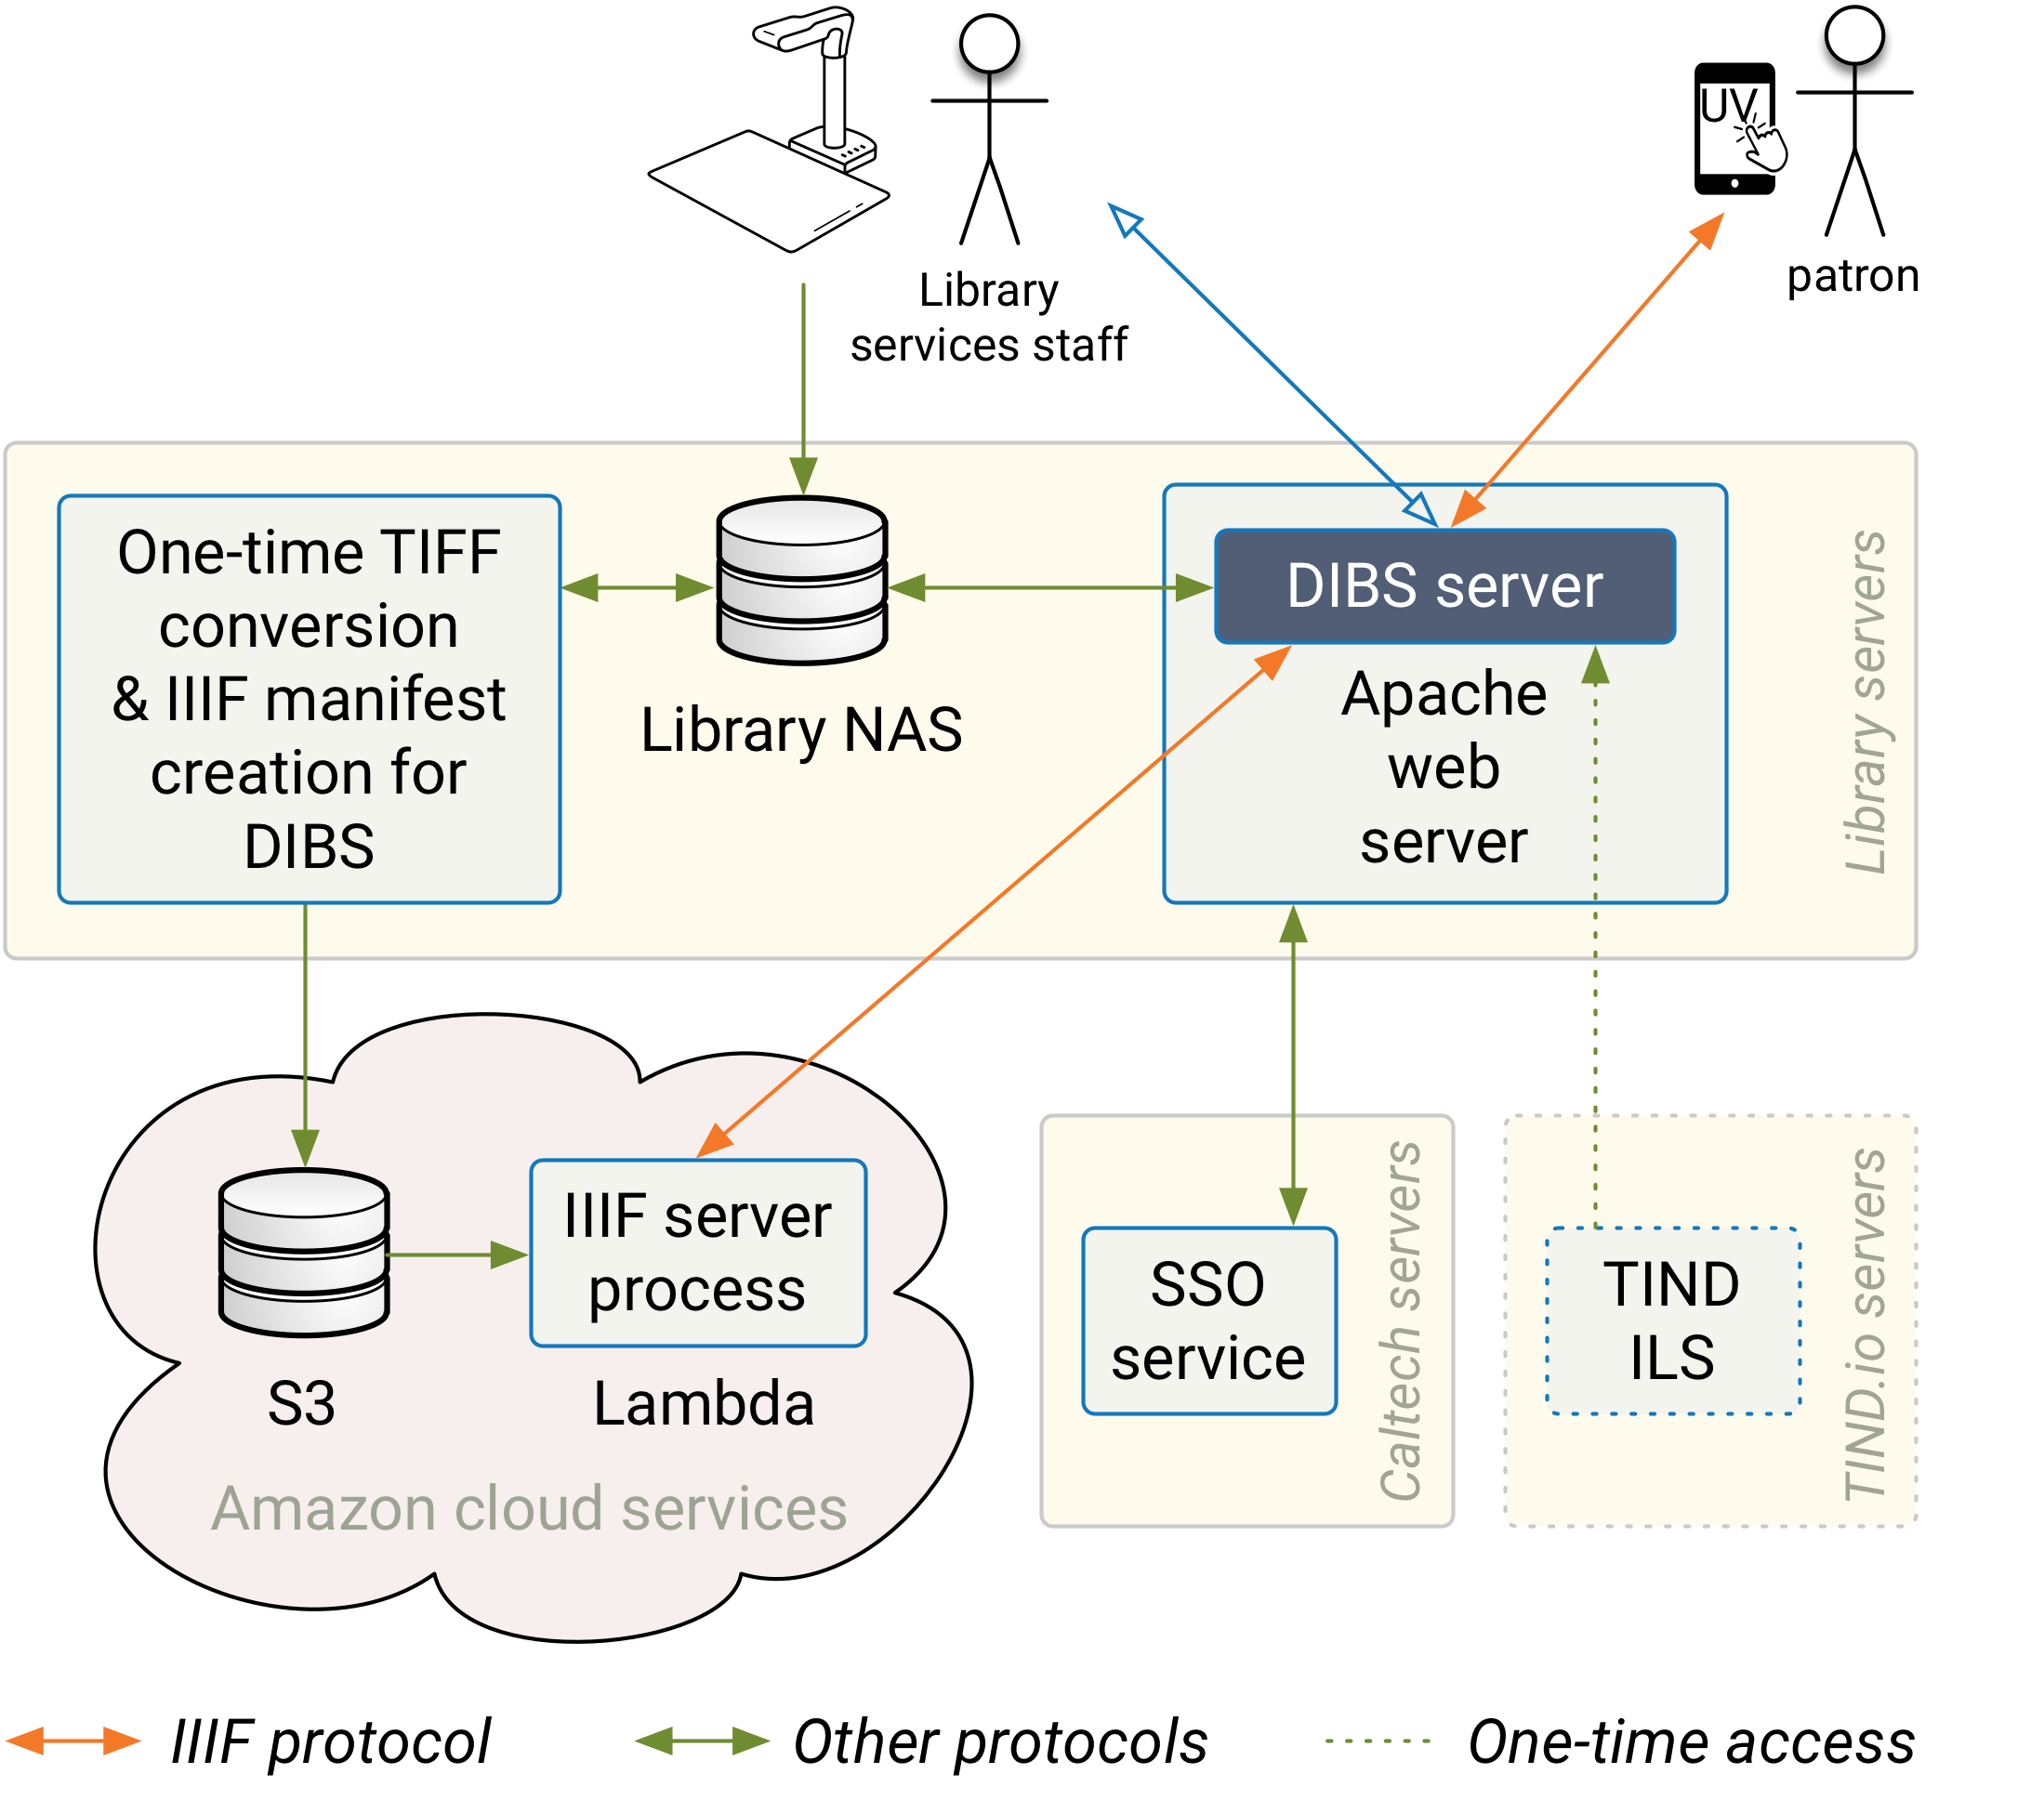 UV
Library
services staff
patron
One-time TIFF
conversion
& IIIF manifest
creation for
DIBS
Library NAS
DIBS server
Apache
web
server
Library servers
S3
IIIF server
process
Lambda
Amazon cloud services
SSO
service
Caltech servers
TIND
ILS
TIND.io servers
IIIF protocol
Other protocols
One-time access